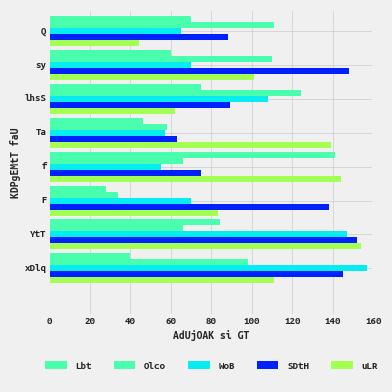 Q
sy
lhsS
Ta
f
F
YtT
xDlq
KDPgEHtT faU
0 20 40 60 80 100 120 140 160
AdUjOAK si GT
Lbt Olco WoB SDtH uLR